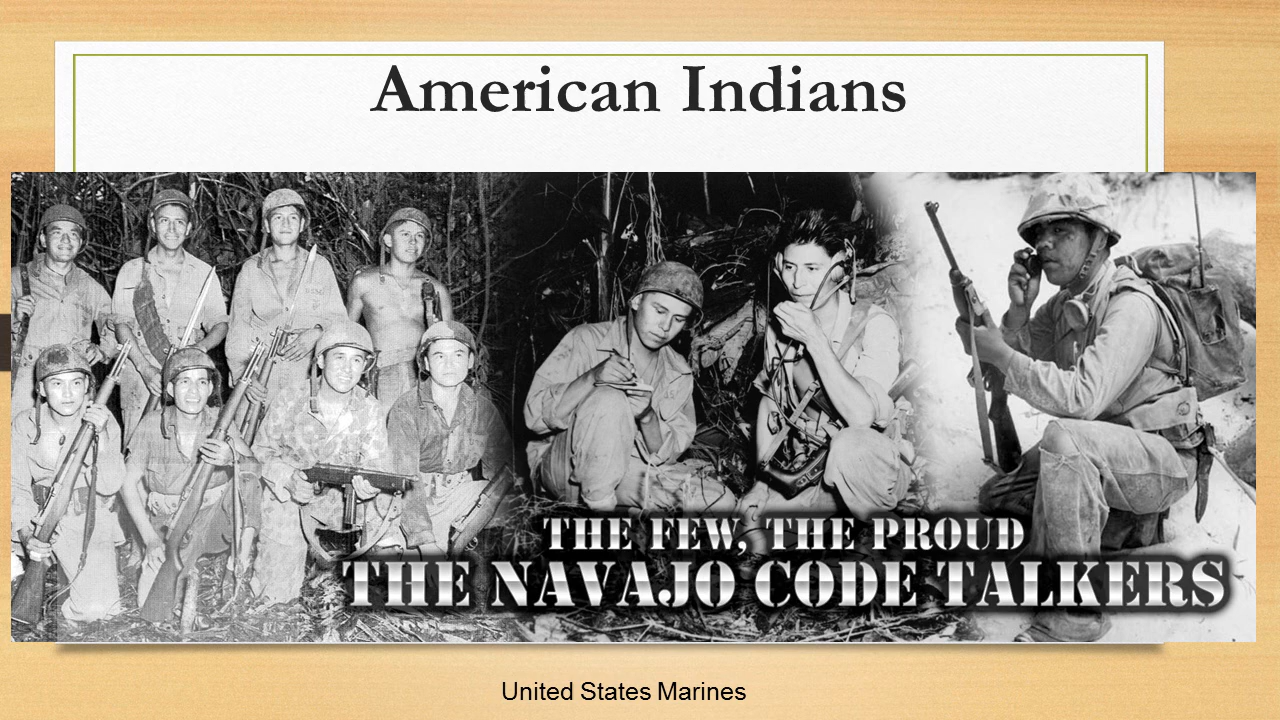 American Indians
THE FEW, THE PROUD
THE NAVAJO CODE TALKERS
United States Marines